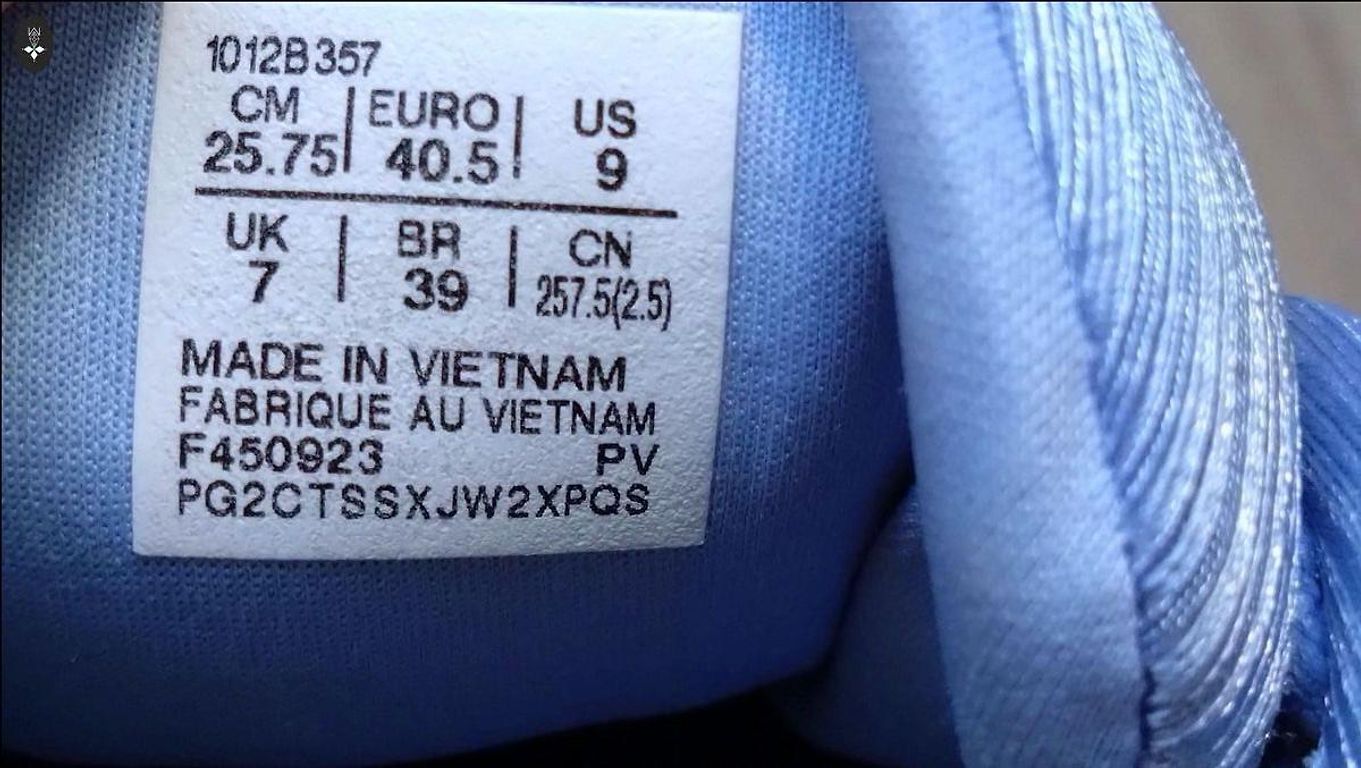 1012B357
CM | EURO | US
25.75 | 40.5 | 9
UK | BR | CN
7 | 39 | 257.5(2.5)
MADE IN VIETNAM
FABRIQUE AU VIETNAM
F450923 PV
PG2CTSSXJW2XPQS